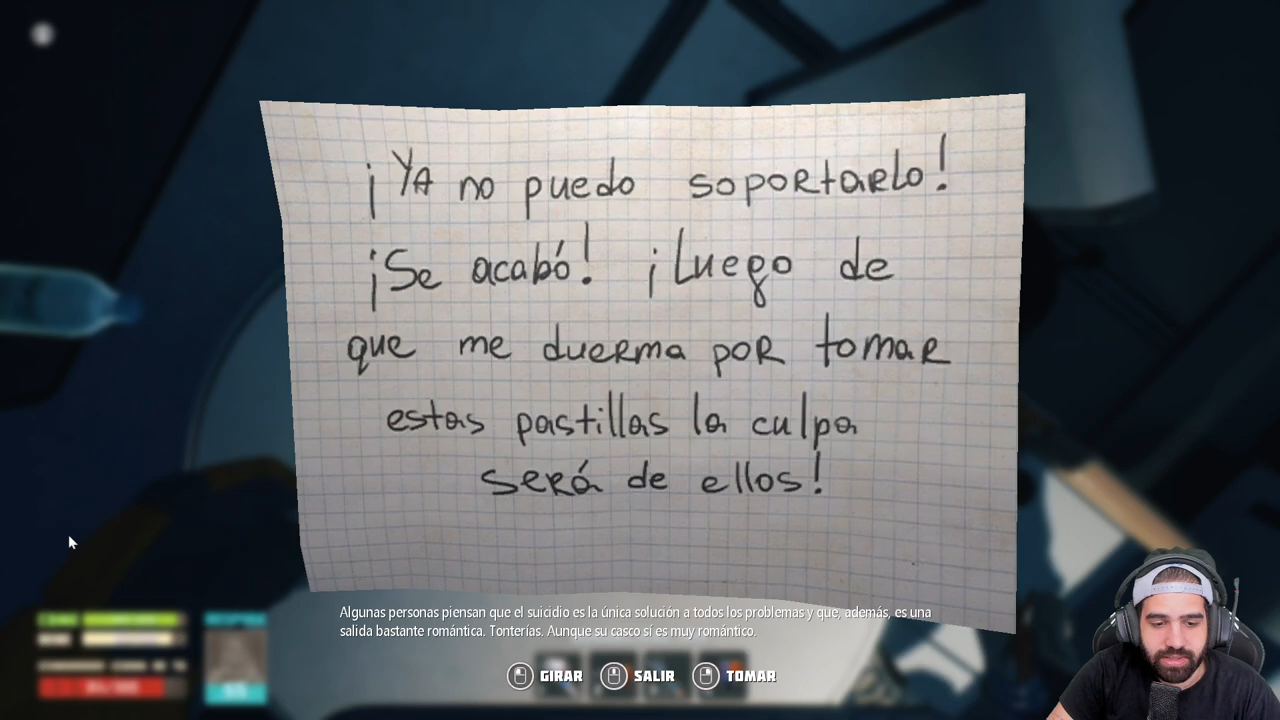 ¡YA no puedo soportarlo!
¡Se acabó! ¡Luego de
que me duerma por tomar
estas pastillas la culpa
será de ellos!
Algunas personas piensan que el suicidio es la única solución a todos los problemas y que, además, es una
salida bastante romántica. Tonterías. Aunque su casco sí es muy romántico.
GIRAR SALIR TOMAR